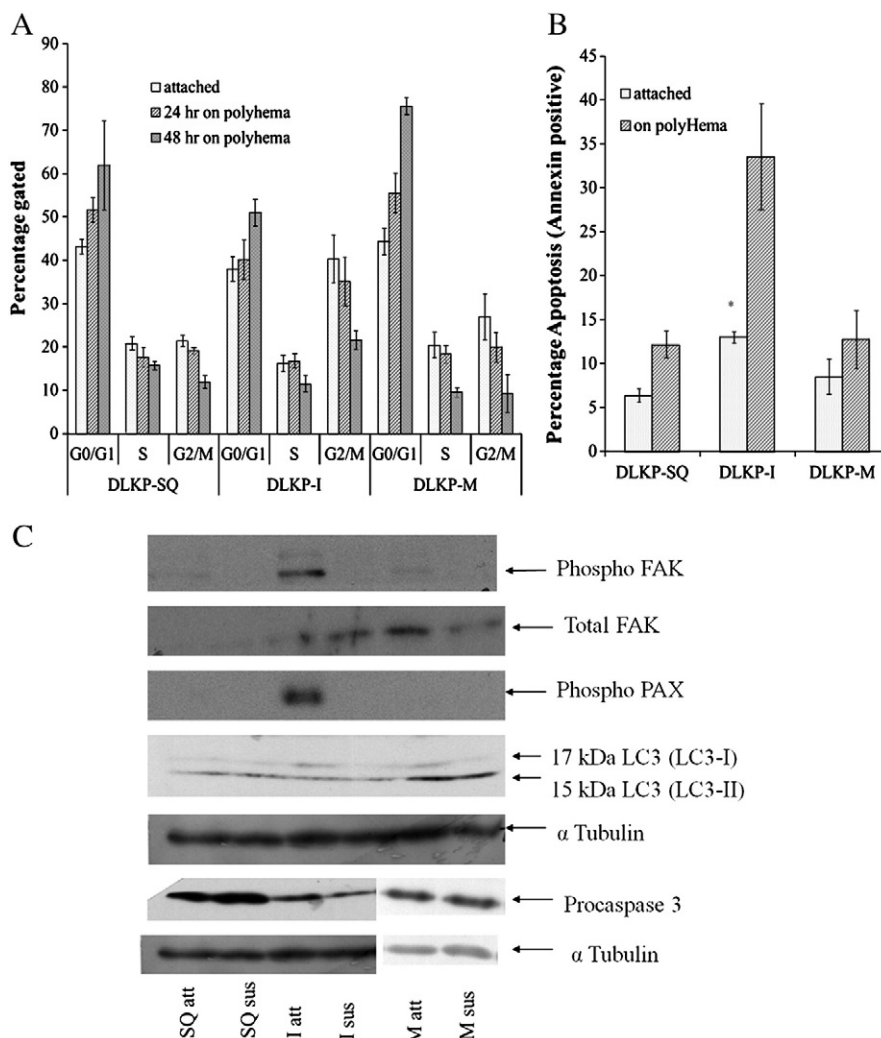 A
Percentage gated
90
80
70
60
50
40
30
20
10
0
attached
24 hr on polyhema
48 hr on polyhema
G0/G1 S G2/M G0/G1 S G2/M G0/G1 S G2/M
DLKP-SQ DLKP-I DLKP-M
B
Percentage Apoptosis (Annexin positive)
45
40
35
30
25
20
15
10
5
0
attached
on polyHema
*
DLKP-SQ DLKP-I DLKP-M
C
Phospho FAK
Total FAK
Phospho PAX
17 kDa LC3 (LC3-I)
15 kDa LC3 (LC3-II)
α Tubulin
Procaspase 3
α Tubulin
SQ att
SQ sus
I att
I sus
M att
M sus